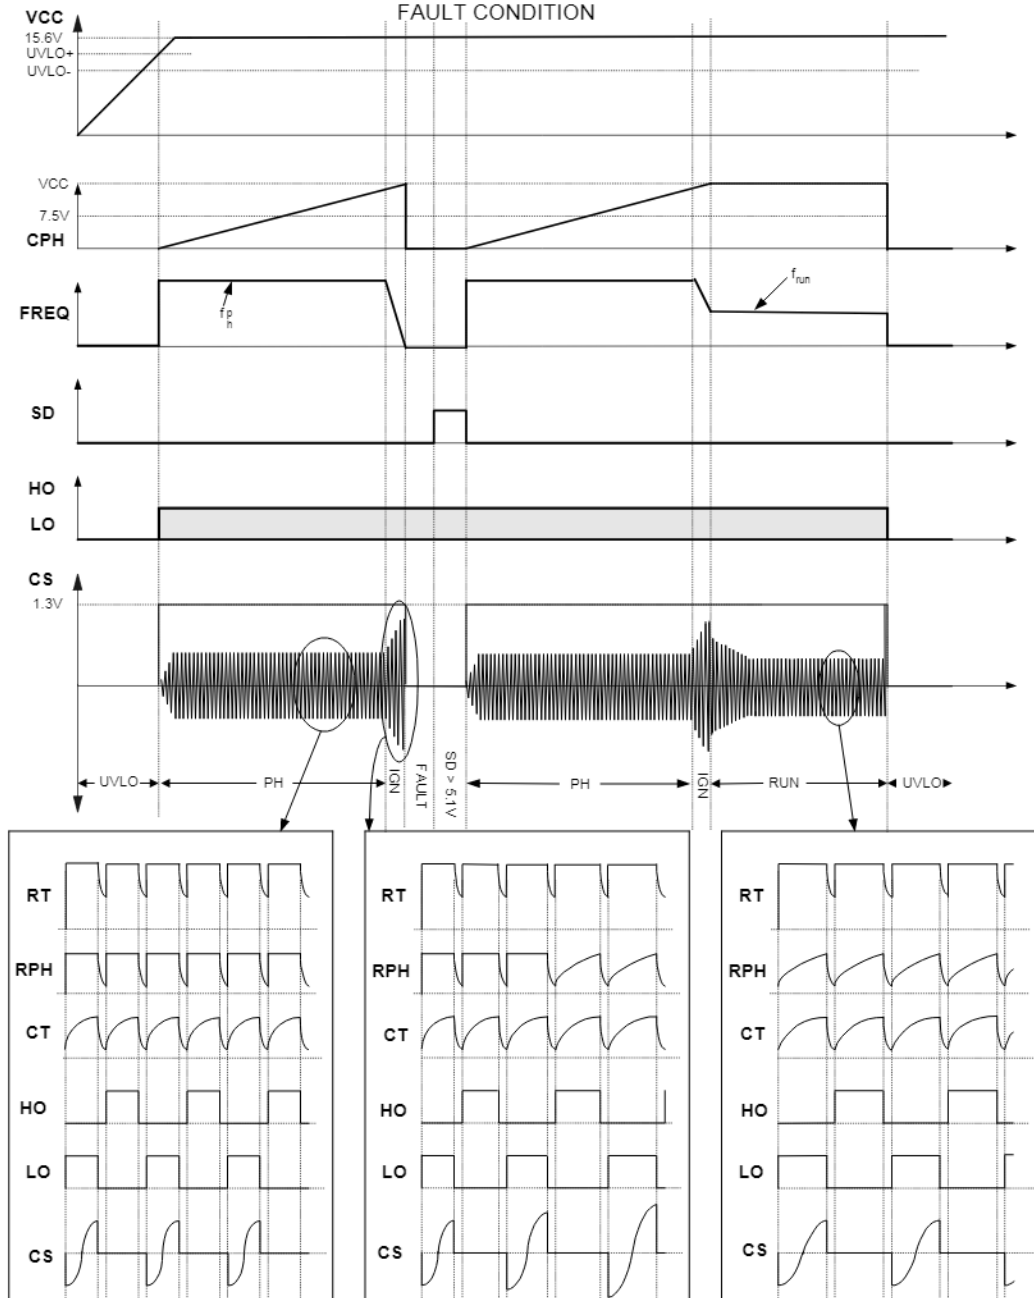 FAULT CONDITION
VCC
15.6V
UVLO+
UVLO-
VCC
7.5V
CPH
FREQ
fph
frun
SD
HO
LO
CS
1.3V
UVLO
PH
IGN
FAULT
SD > 5.1V
PH
IGN
RUN
UVLO
RT
RPH
CT
HO
LO
CS
RT
RPH
CT
HO
LO
CS
RT
RPH
CT
HO
LO
CS